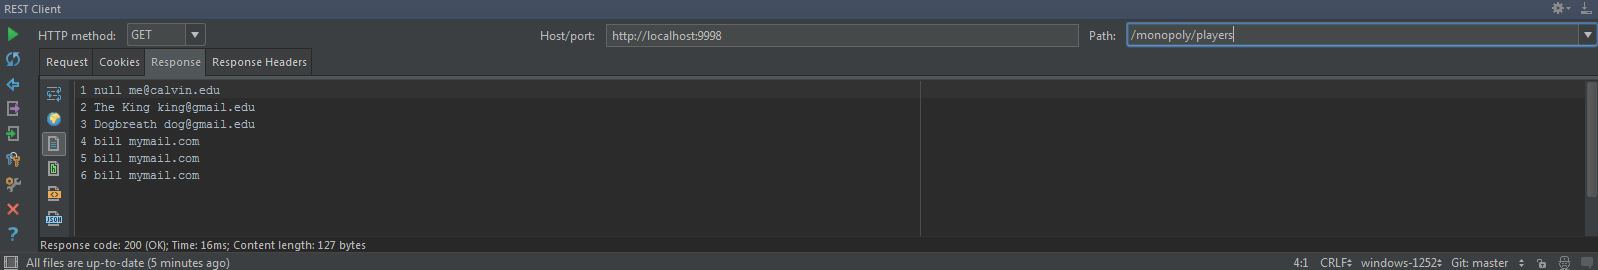 REST Client
HTTP method: GET Host/port: http://localhost:9998 Path: /monopoly/players
Request Cookies Response Response Headers
1 null me@calvin.edu
2 The King king@gmail.edu
3 Dogbreath dog@gmail.edu
4 bill mymail.com
5 bill mymail.com
6 bill mymail.com
JSON
Response code: 200 (OK); Time: 16ms; Content length: 127 bytes
All files are up-to-date (5 minutes ago) 4:1 CRLF windows-1252 Git: master